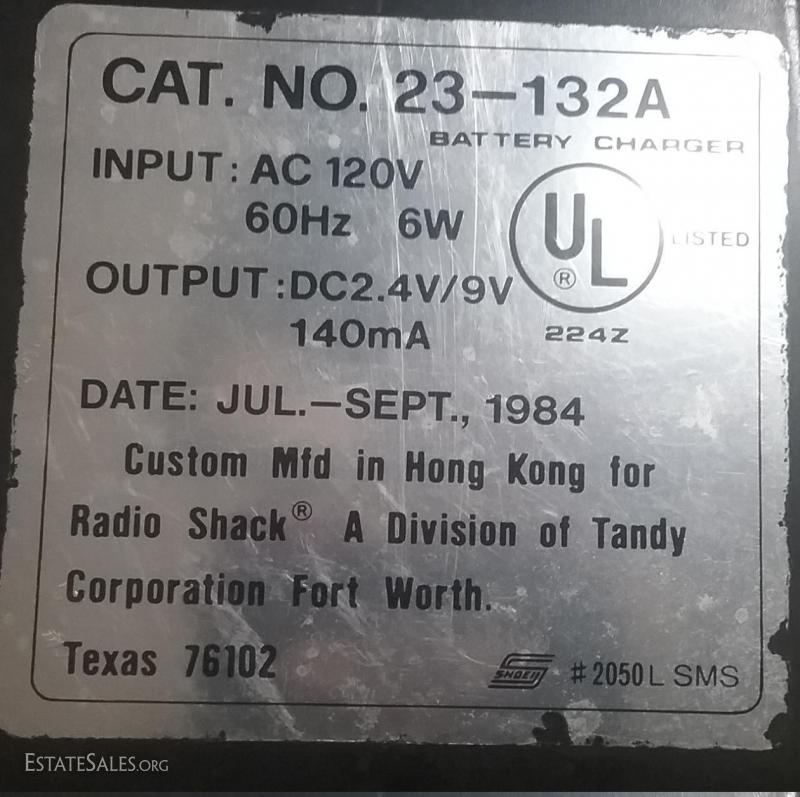 CAT. NO. 23-132A
BATTERY CHARGER
INPUT: AC 120V
60Hz 6W
UL ® LISTED
224Z
OUTPUT: DC2.4V/9V
140mA
DATE: JUL.-SEPT., 1984
Custom Mfd in Hong Kong for
Radio Shack® A Division of Tandy
Corporation Fort Worth.
Texas 76102
SHOEI #2050L SMS
ESTATESALES.ORG